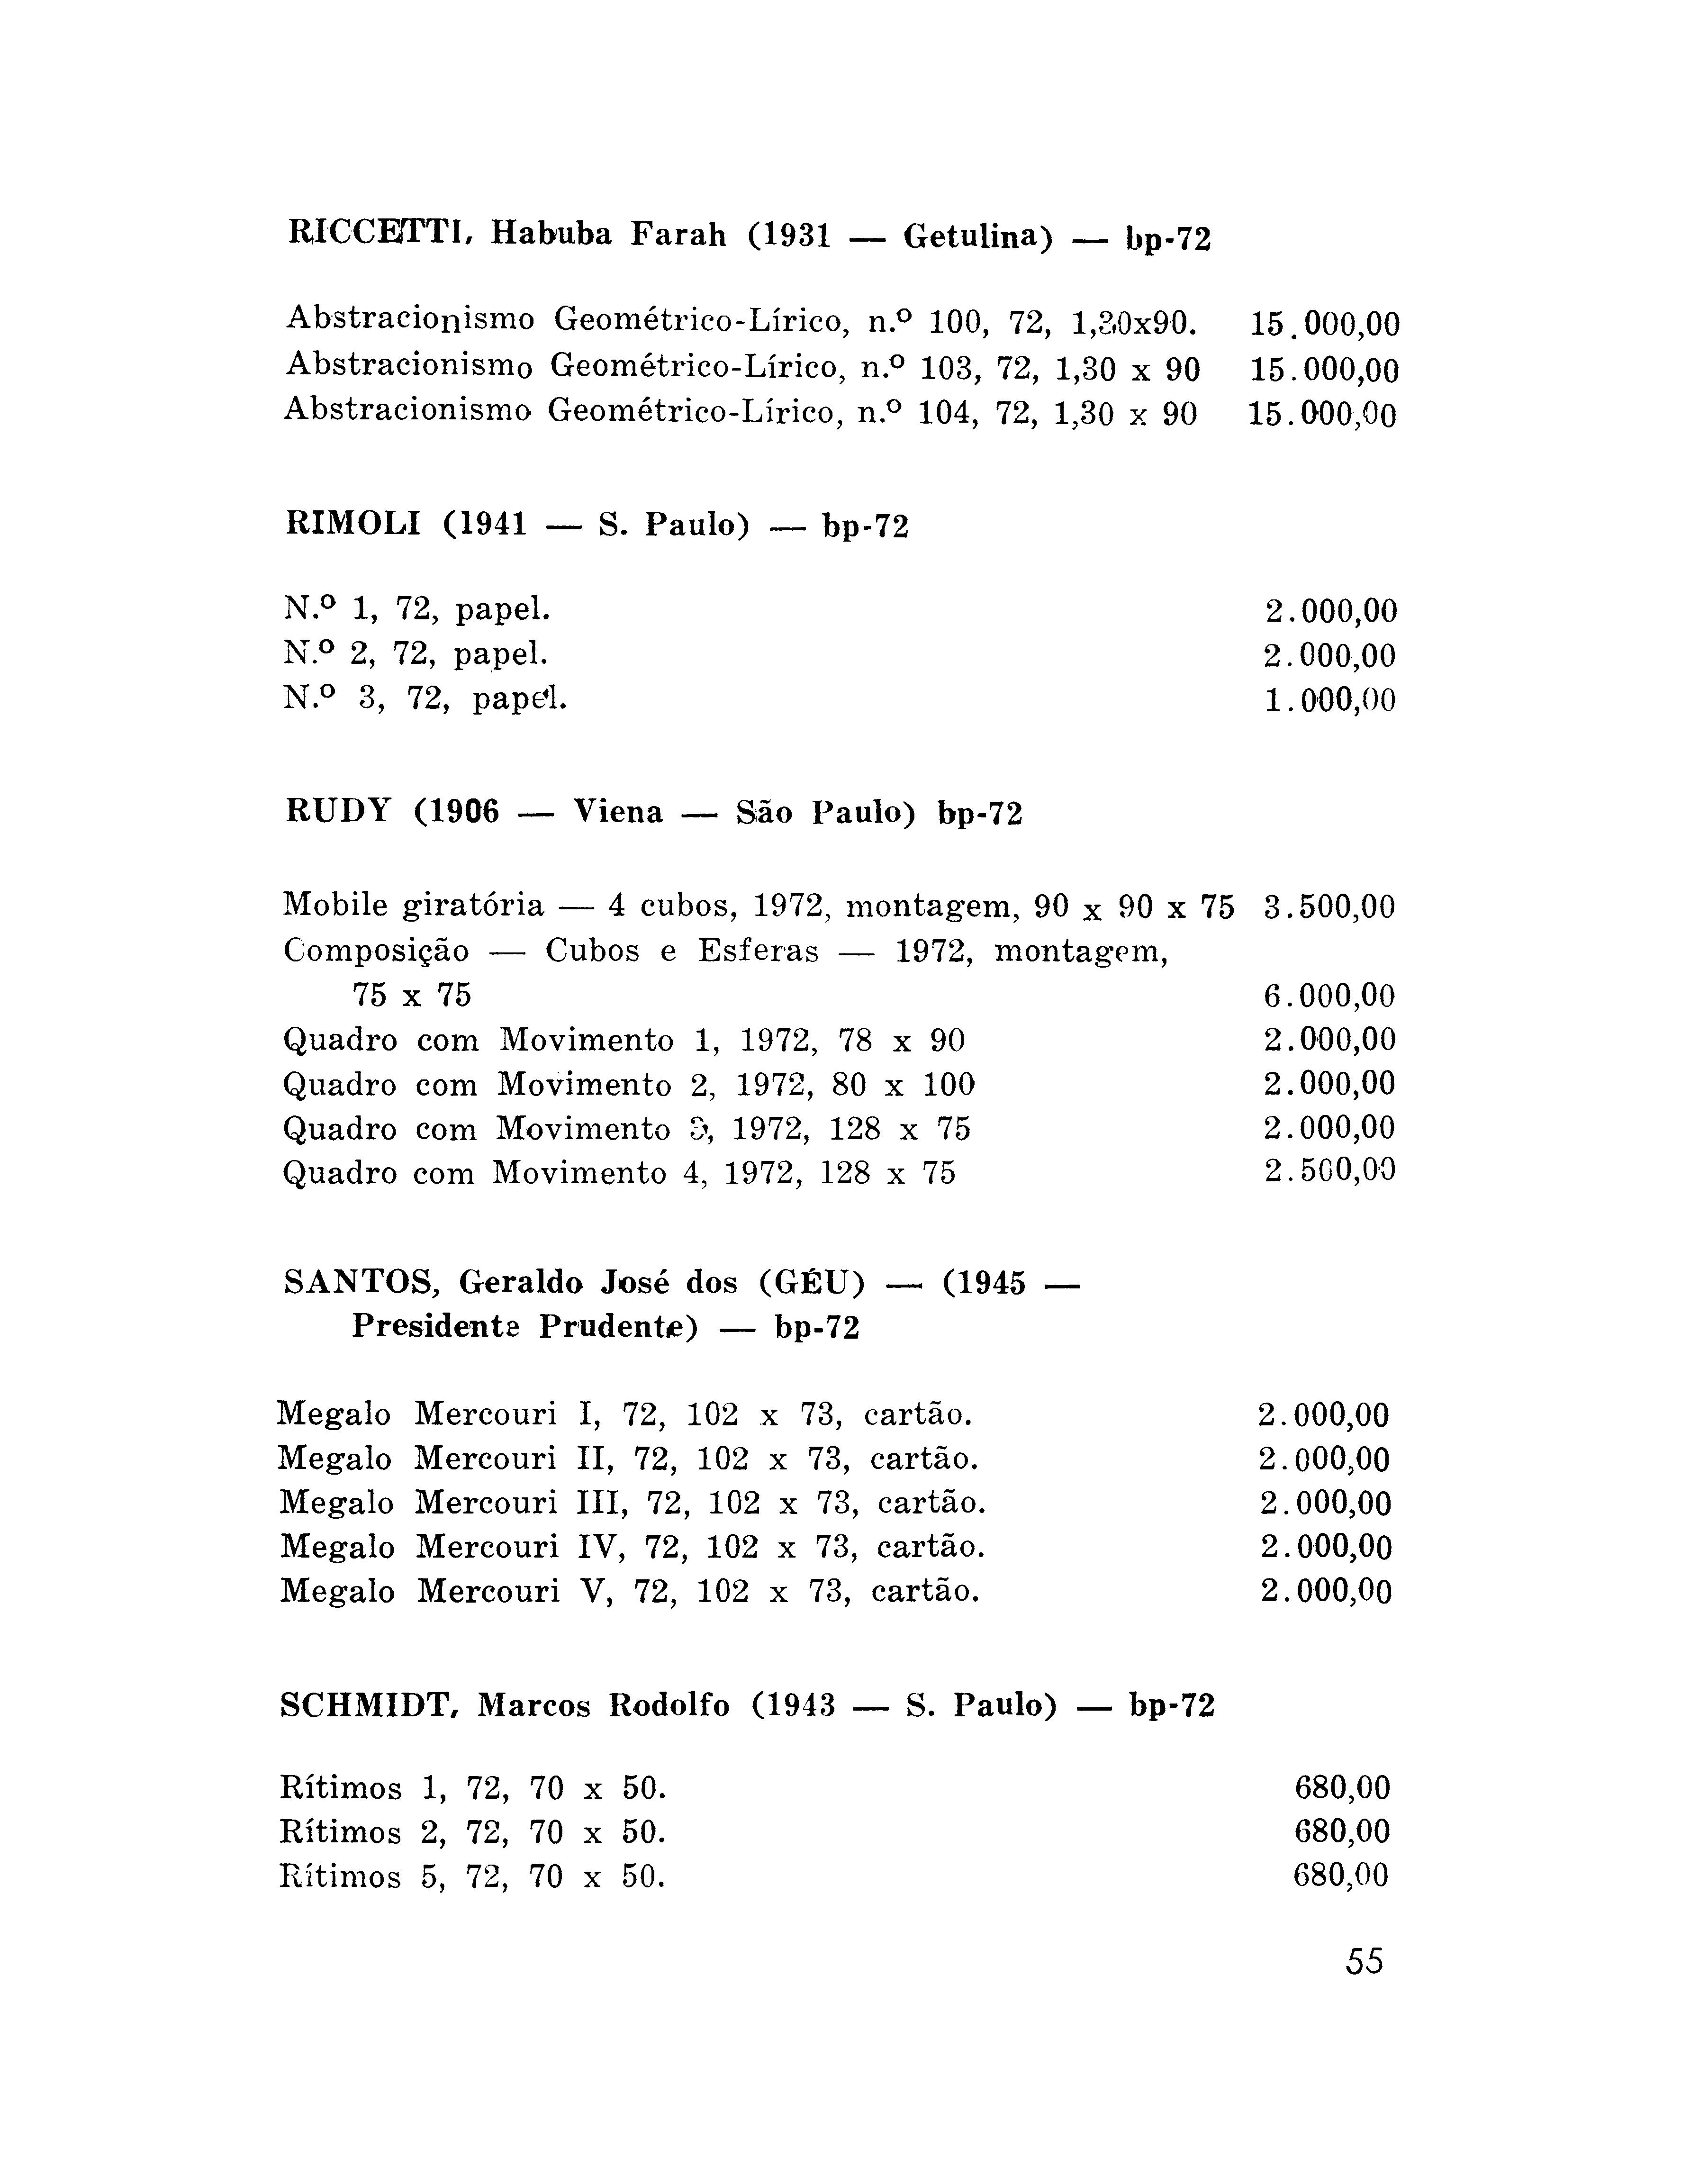 RICCETTI, Habuba Farah (1931 — Getulina) — bp-72
Abstracionismo Geométrico-Lírico, n.º 100, 72, 1,30x90. 15.000,00
Abstracionismo Geométrico-Lírico, n.º 103, 72, 1,30 x 90 15.000,00
Abstracionismo Geométrico-Lírico, n.º 104, 72, 1,30 x 90 15.000,00
RIMOLI (1941 — S. Paulo) — bp-72
N.º 1, 72, papel. 2.000,00
N.º 2, 72, papel. 2.000,00
N.º 3, 72, papel. 1.000,00
RUDY (1906 — Viena — São Paulo) bp-72
Mobile giratória — 4 cubos, 1972, montagem, 90 x 90 x 75 3.500,00
Composição — Cubos e Esferas — 1972, montagem,
75 x 75 6.000,00
Quadro com Movimento 1, 1972, 78 x 90 2.000,00
Quadro com Movimento 2, 1972, 80 x 100 2.000,00
Quadro com Movimento 3, 1972, 128 x 75 2.000,00
Quadro com Movimento 4, 1972, 128 x 75 2.500,00
SANTOS, Geraldo José dos (GÉU) — (1945 —
Presidente Prudente) — bp-72
Megalo Mercouri I, 72, 102 x 73, cartão. 2.000,00
Megalo Mercouri II, 72, 102 x 73, cartão. 2.000,00
Megalo Mercouri III, 72, 102 x 73, cartão. 2.000,00
Megalo Mercouri IV, 72, 102 x 73, cartão. 2.000,00
Megalo Mercouri V, 72, 102 x 73, cartão. 2.000,00
SCHMIDT, Marcos Rodolfo (1943 — S. Paulo) — bp-72
Rítimos 1, 72, 70 x 50. 680,00
Rítimos 2, 72, 70 x 50. 680,00
Rítimos 5, 72, 70 x 50. 680,00
55